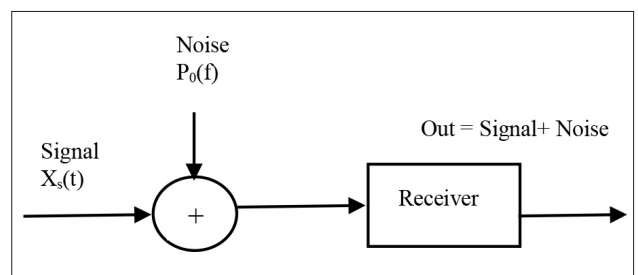 Noise
P₀(f)
Out = Signal+ Noise
Signal
Xₛ(t)
Receiver
+